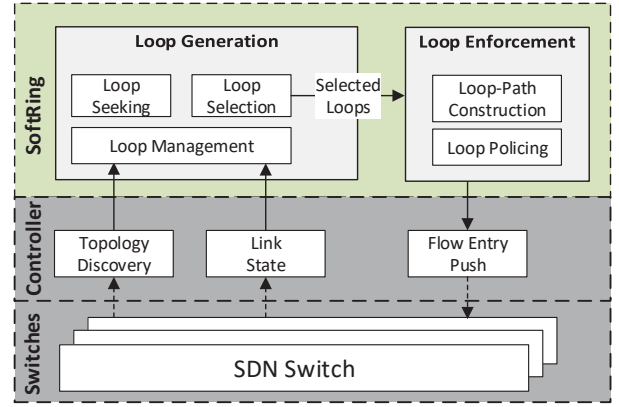 SoftRing
Loop Generation
Loop
Seeking
Loop
Selection
Loop Management
Selected
Loops
Loop Enforcement
Loop-Path
Construction
Loop Policing
Controller
Topology
Discovery
Link
State
Flow Entry
Push
Switches
SDN Switch